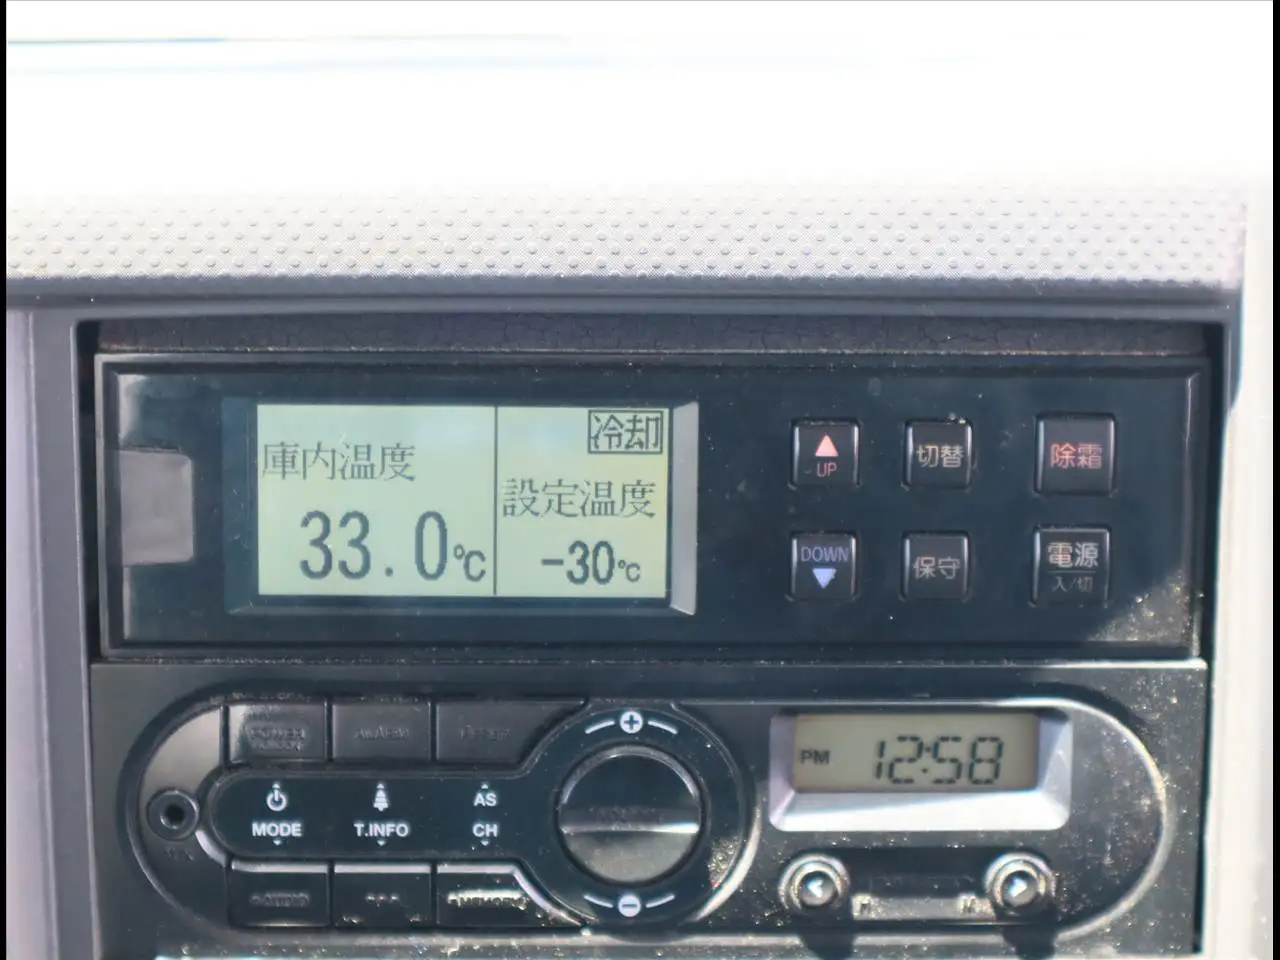 冷却
庫内温度
設定温度
33.0℃
-30℃
UP
切替
除霜
DOWN
保守
電源
入/切
PM 12:58
MODE
T.INFO
AS
CH